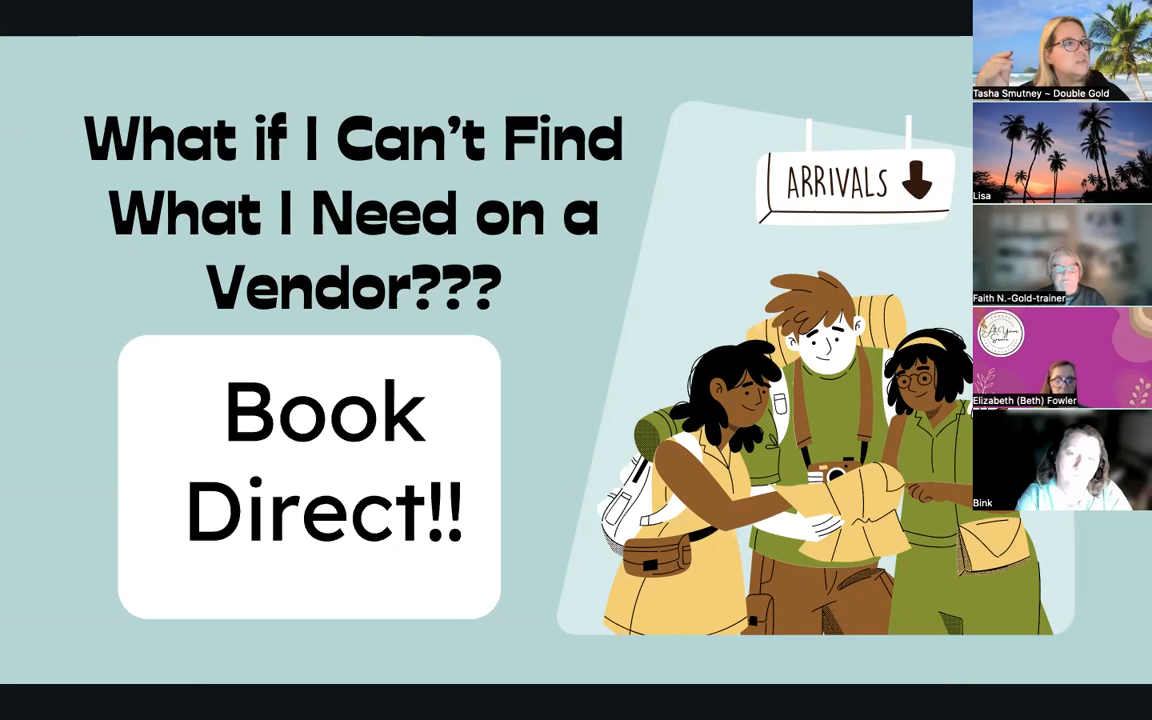 What if I Can't Find
What I Need on a
Vendor???
Book
Direct!!
ARRIVALS
Tasha Smutney ~ Double Gold
Lisa
Faith N.-Gold-trainer
Elizabeth (Beth) Fowler
Bink